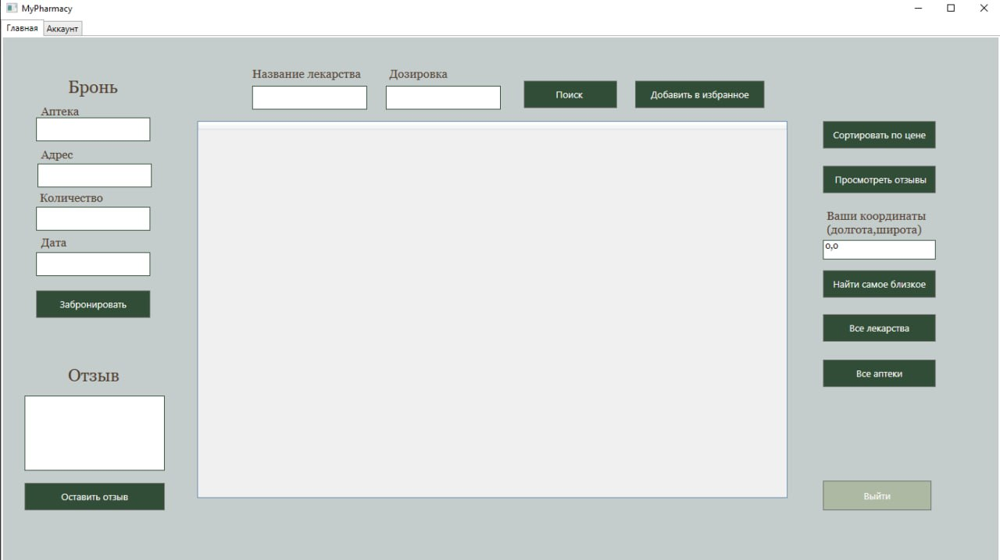 MyPharmacy
Главная
Аккаунт
Бронь
Аптека
Адрес
Количество
Дата
Забронировать
Отзыв
Оставить отзыв
Название лекарства
Дозировка
Поиск
Добавить в избранное
Сортировать по цене
Просмотреть отзывы
Ваши координаты
(долгота,широта)
0,0
Найти самое близкое
Все лекарства
Все аптеки
Выйти